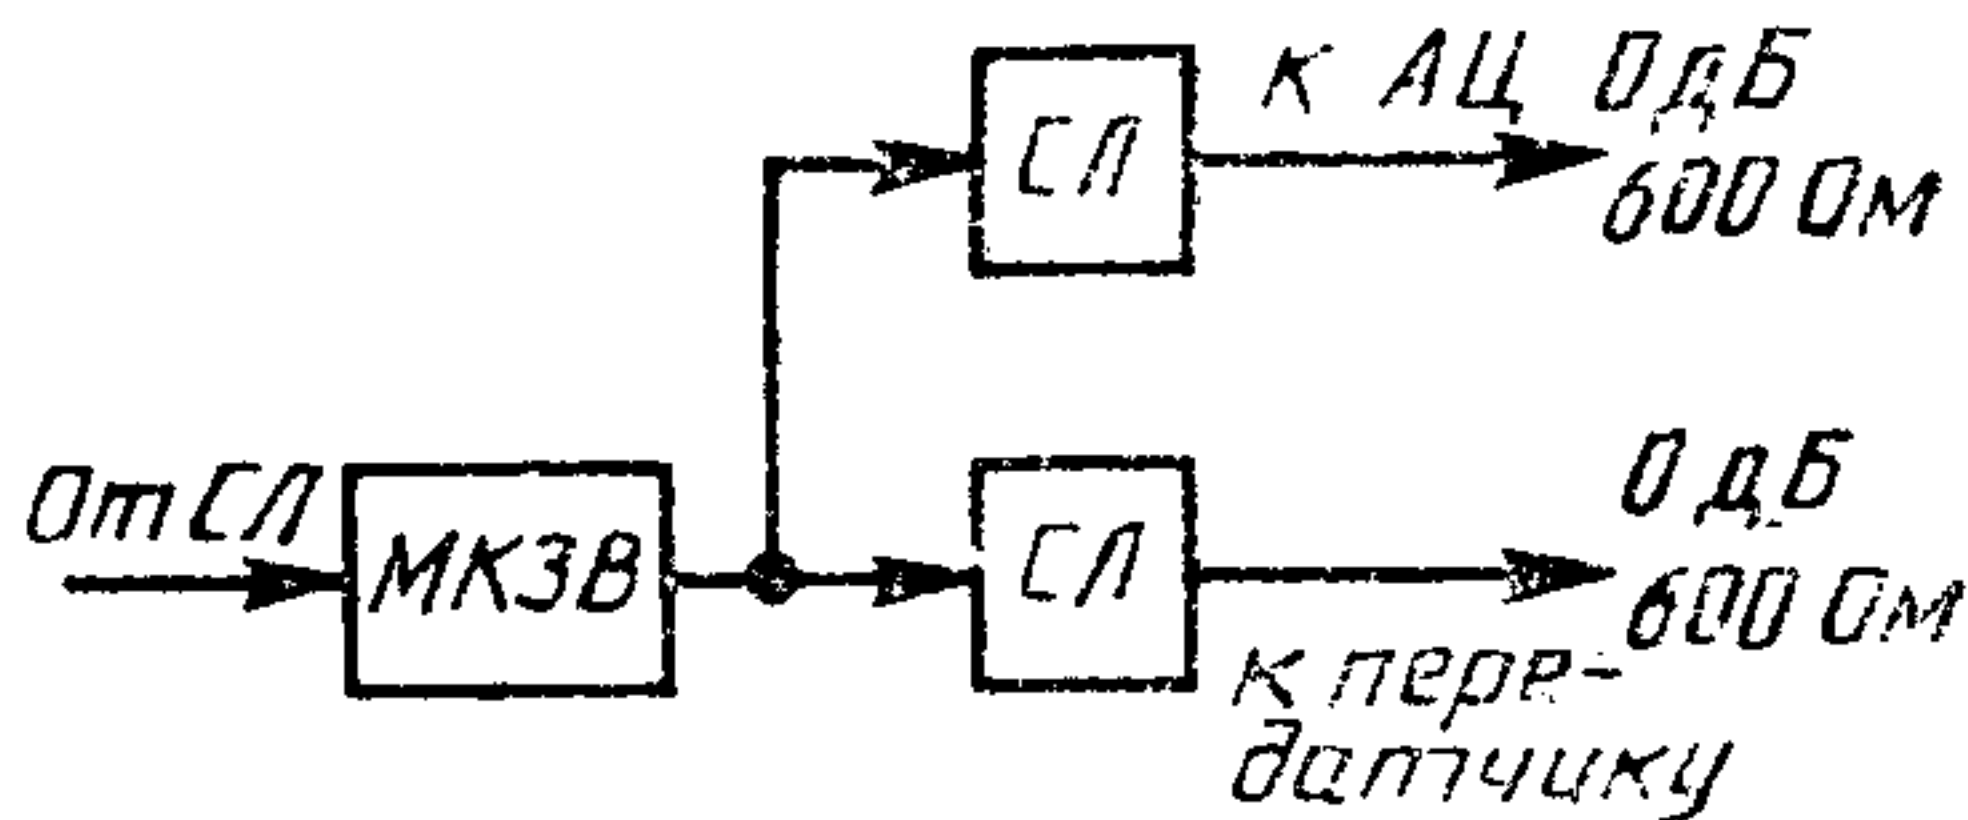 СЛ
к АЦ 0 дБ
600 Ом
От СЛ
МКЗВ
СЛ
0 дБ
600 Ом
к пере-
датчику